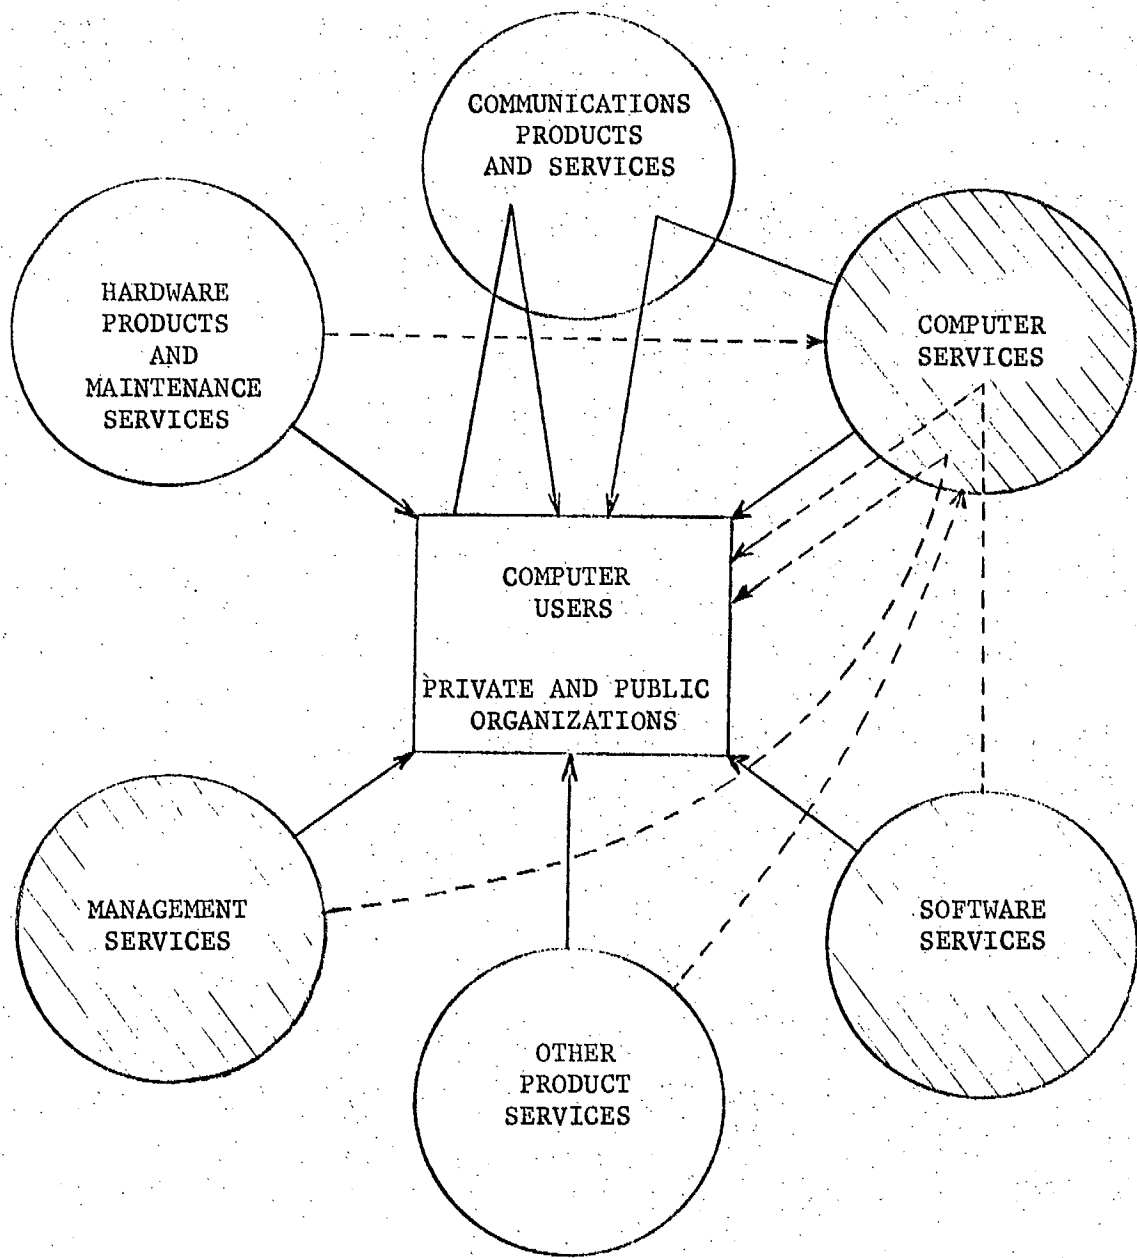 COMMUNICATIONS
PRODUCTS
AND SERVICES
HARDWARE
PRODUCTS
AND
MAINTENANCE
SERVICES
COMPUTER
SERVICES
COMPUTER
USERS
PRIVATE AND PUBLIC
ORGANIZATIONS
MANAGEMENT
SERVICES
SOFTWARE
SERVICES
OTHER
PRODUCT
SERVICES